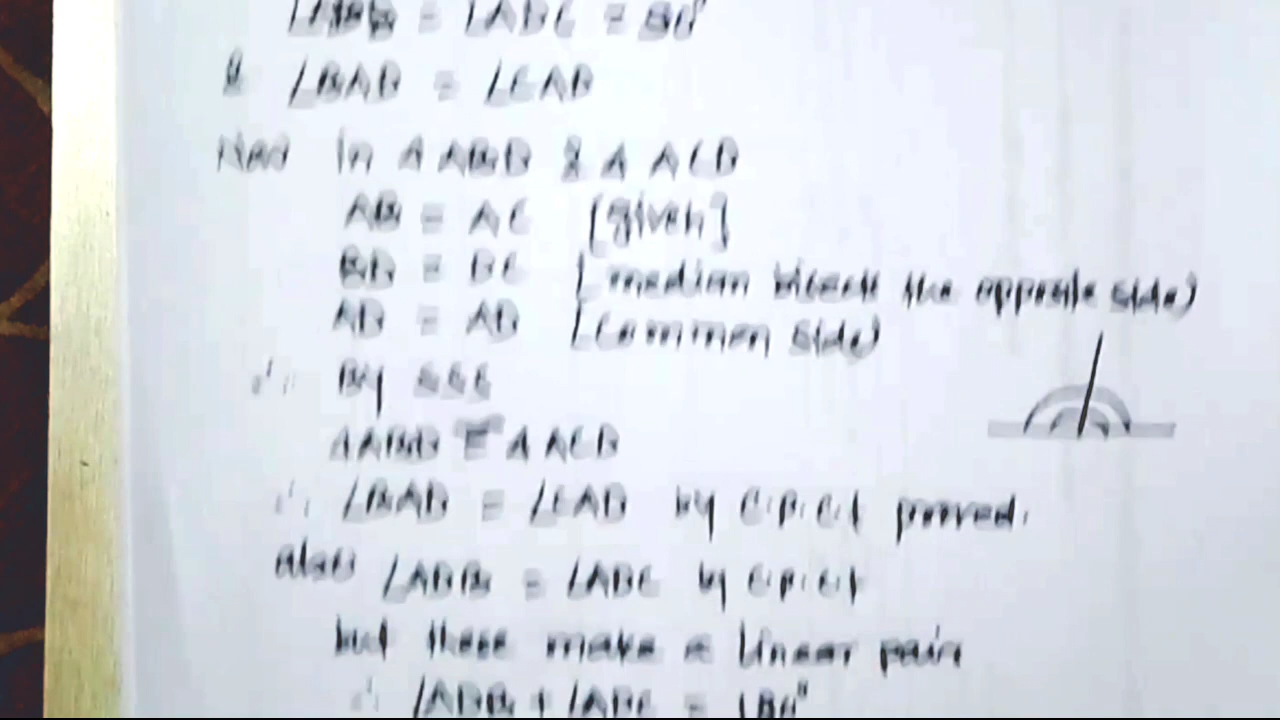 ∠ADB = ∠ADC = 90°
& ∠BAD = ∠CAD
Now in Δ ABD & Δ ACD
AB = AC [given]
BD = DC [median bisects the opposite side]
AD = AD [common side]
∴ By SSS
ΔABD ≅ Δ ACD
∴ ∠BAD = ∠CAD by C.P.C.t proved.
also ∠ADB = ∠ADC by C.P.C.t
but these make a linear pair
∴ ∠ADB + ∠ADC = 180°